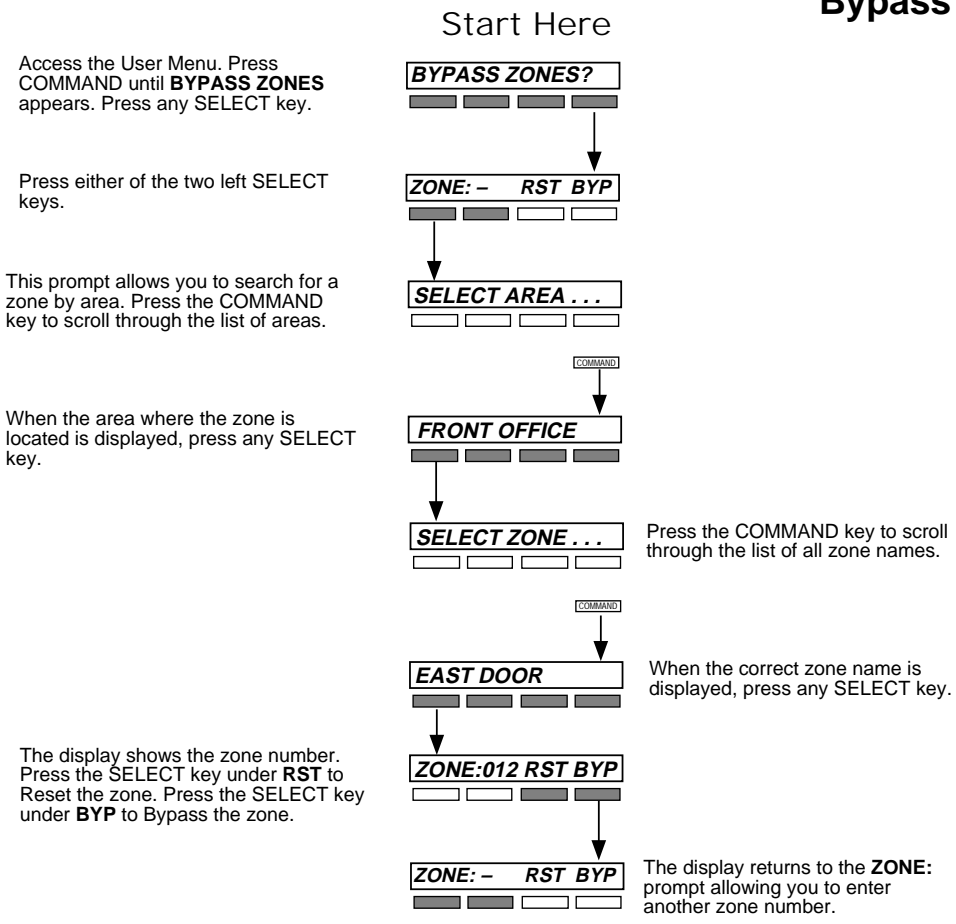 Bypass
Start Here
Access the User Menu. Press
COMMAND until BYPASS ZONES
appears. Press any SELECT key.
BYPASS ZONES?
Press either of the two left SELECT
keys.
ZONE: – RST BYP
This prompt allows you to search for a
zone by area. Press the COMMAND
key to scroll through the list of areas.
SELECT AREA . . .
COMMAND
When the area where the zone is
located is displayed, press any SELECT
key.
FRONT OFFICE
SELECT ZONE . . .
Press the COMMAND key to scroll
through the list of all zone names.
COMMAND
EAST DOOR
When the correct zone name is
displayed, press any SELECT key.
The display shows the zone number.
Press the SELECT key under RST to
Reset the zone. Press the SELECT key
under BYP to Bypass the zone.
ZONE:012 RST BYP
ZONE: – RST BYP
The display returns to the ZONE:
prompt allowing you to enter
another zone number.